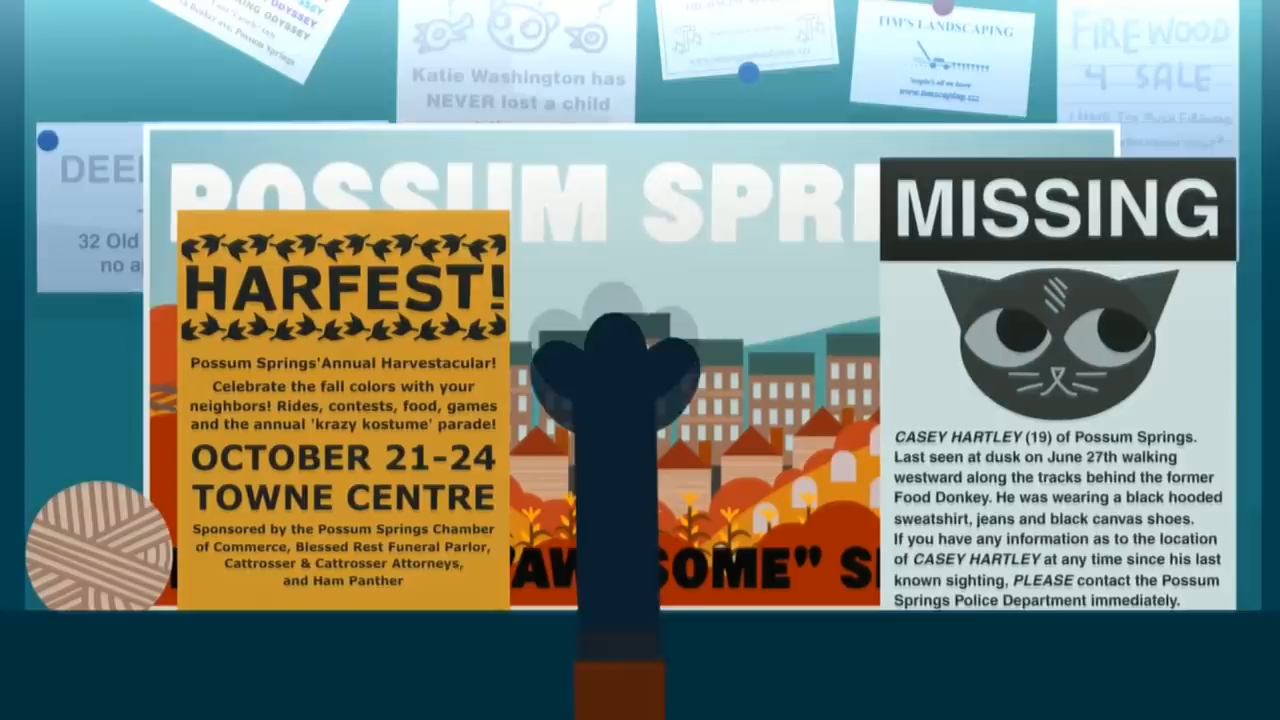 ODYSSEY
ODYSSEY
Possum Springs
Katie Washington has
NEVER lost a child
TIM'S LANDSCAPING
FIREWOOD
4 SALE
DEE
32 Old
no a
POSSUM SPRI
HARFEST!
Possum Springs'Annual Harvestacular!
Celebrate the fall colors with your
neighbors! Rides, contests, food, games
and the annual 'krazy kostume' parade!
OCTOBER 21-24
TOWNE CENTRE
Sponsored by the Possum Springs Chamber
of Commerce, Blessed Rest Funeral Parlor,
Cattrosser & Cattrosser Attorneys,
and Ham Panther
"AW SOME" S
MISSING
CASEY HARTLEY (19) of Possum Springs.
Last seen at dusk on June 27th walking
westward along the tracks behind the former
Food Donkey. He was wearing a black hooded
sweatshirt, jeans and black canvas shoes.
If you have any information as to the location
of CASEY HARTLEY at any time since his last
known sighting, PLEASE contact the Possum
Springs Police Department immediately.